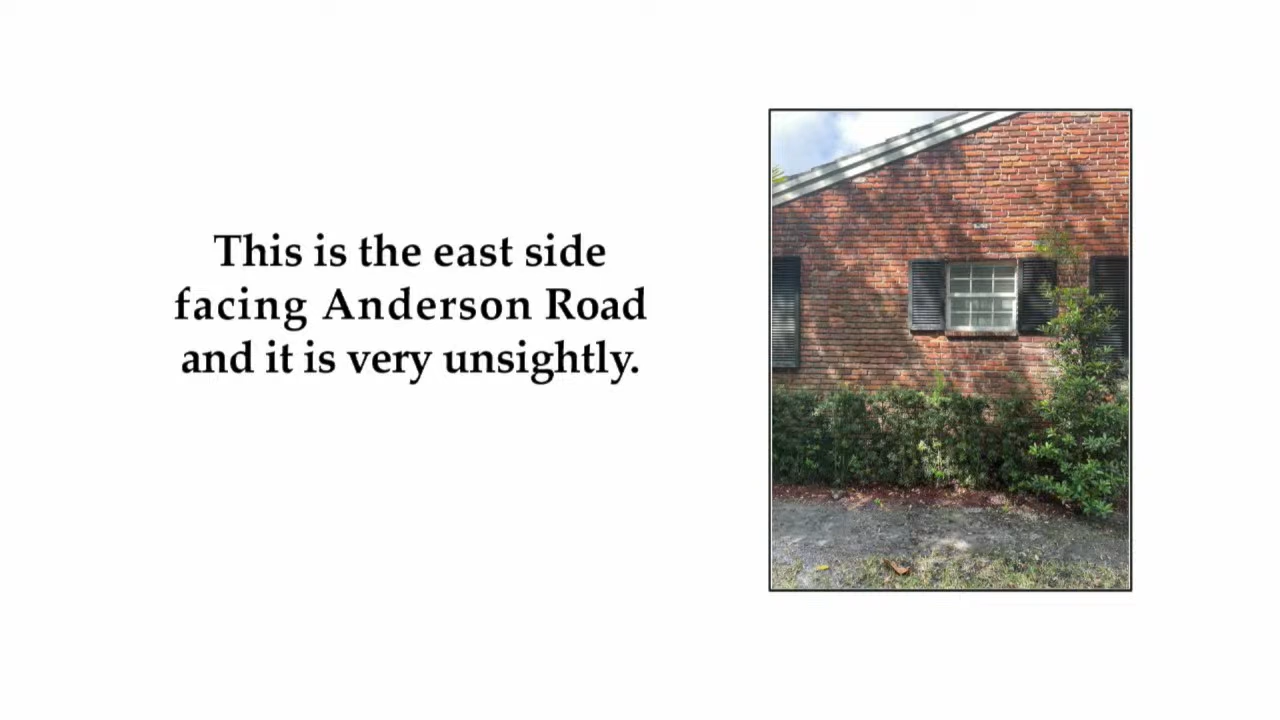 This is the east side
facing Anderson Road
and it is very unsightly.